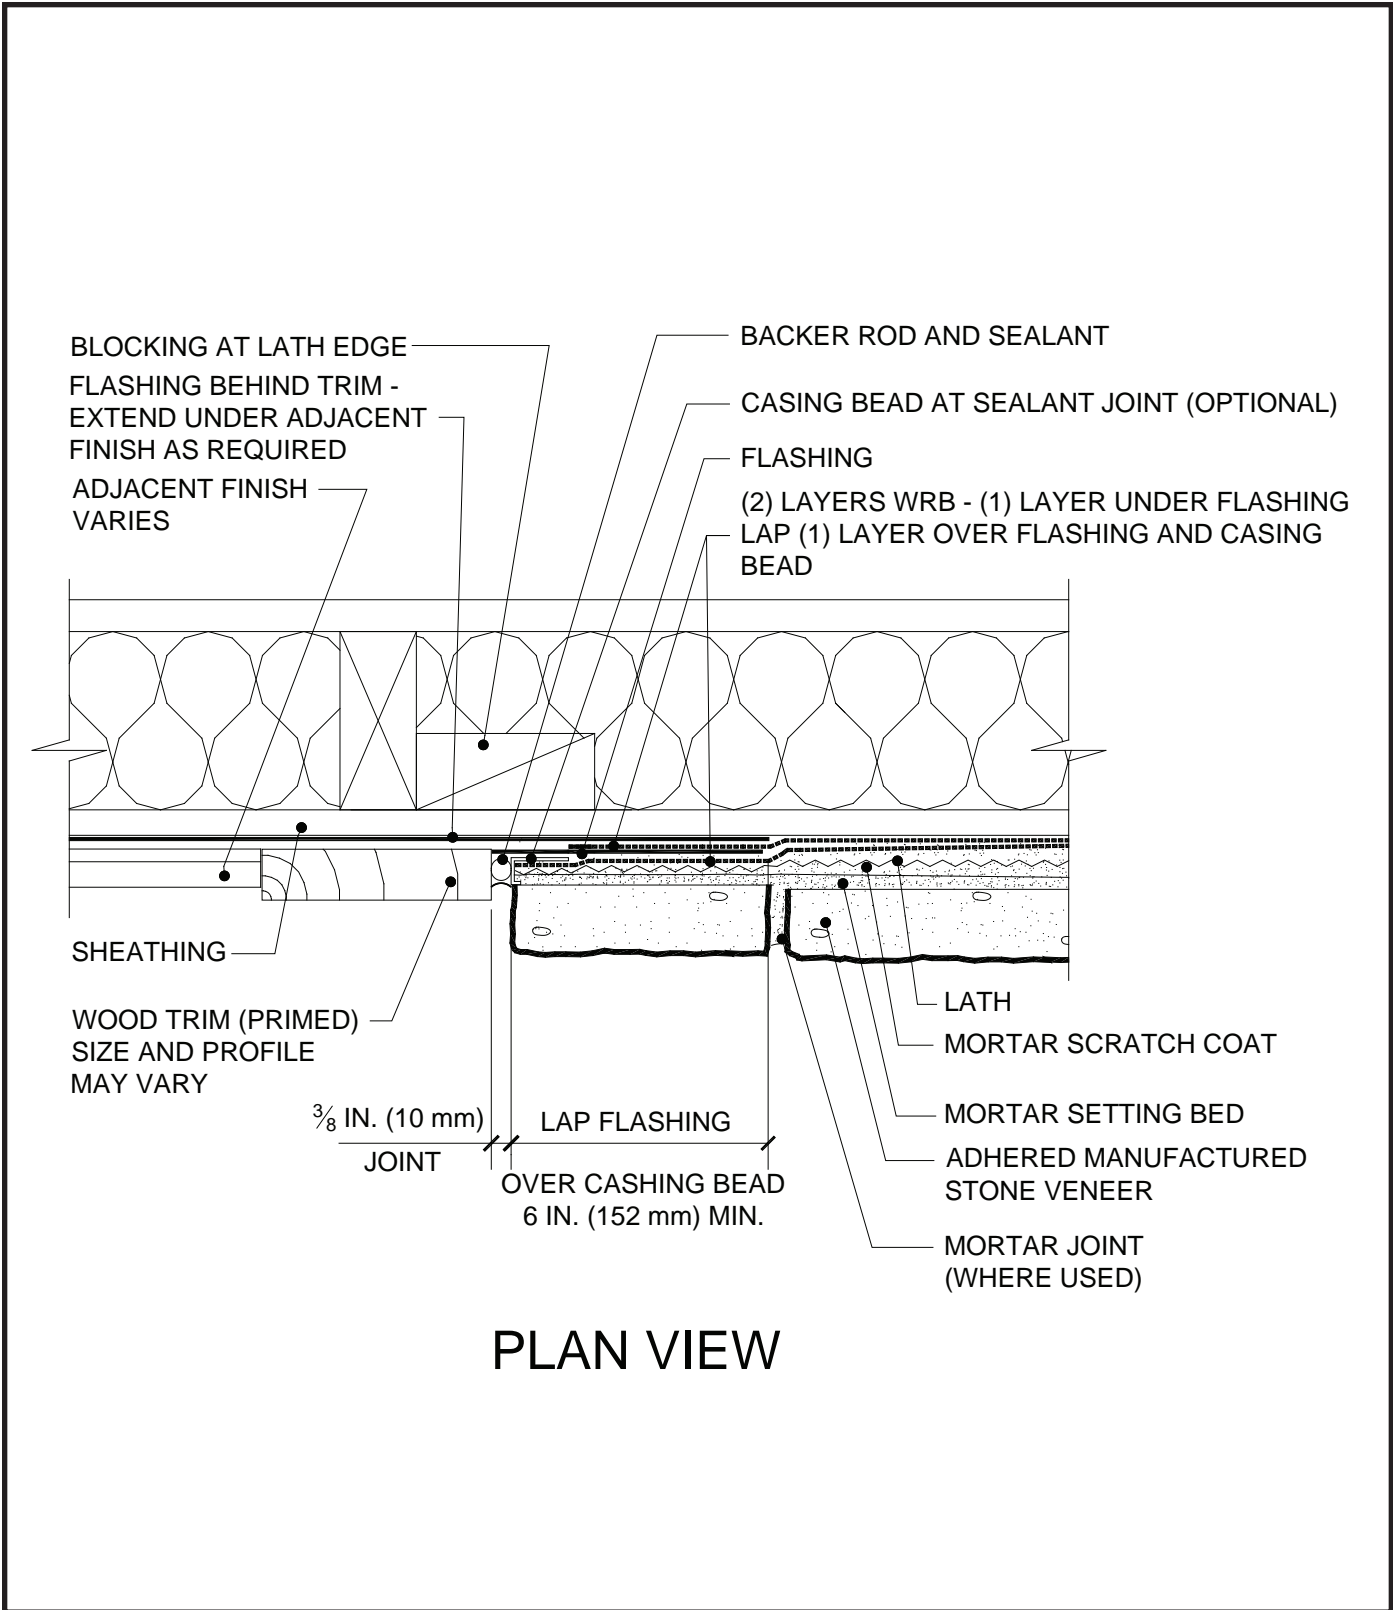 BLOCKING AT LATH EDGE
FLASHING BEHIND TRIM -
EXTEND UNDER ADJACENT
FINISH AS REQUIRED
ADJACENT FINISH
VARIES
BACKER ROD AND SEALANT
CASING BEAD AT SEALANT JOINT (OPTIONAL)
FLASHING
(2) LAYERS WRB - (1) LAYER UNDER FLASHING
LAP (1) LAYER OVER FLASHING AND CASING
BEAD
SHEATHING
WOOD TRIM (PRIMED)
SIZE AND PROFILE
MAY VARY
⅜ IN. (10 mm)
JOINT
LAP FLASHING
OVER CASHING BEAD
6 IN. (152 mm) MIN.
LATH
MORTAR SCRATCH COAT
MORTAR SETTING BED
ADHERED MANUFACTURED
STONE VENEER
MORTAR JOINT
(WHERE USED)
PLAN VIEW